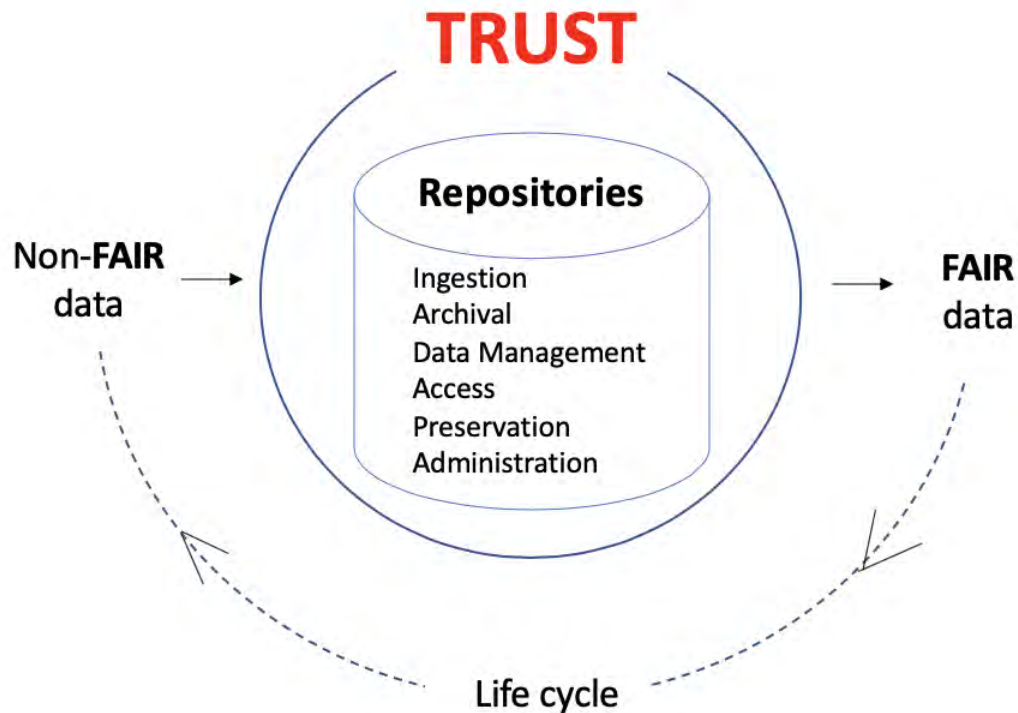 TRUST
Repositories
Non-FAIR
data
Ingestion
Archival
Data Management
Access
Preservation
Administration
FAIR
data
Life cycle